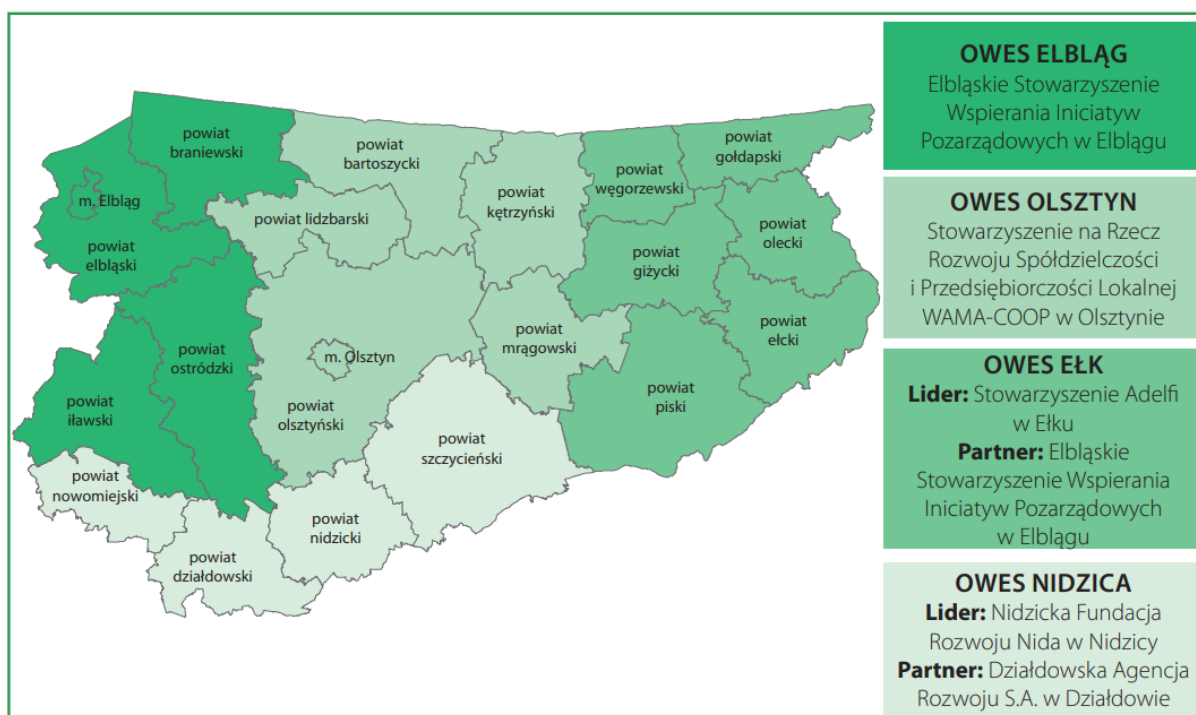 powiat
braniewski
powiat
bartoszycki
powiat
gołdapski
powiat
węgorzewski
powiat
kętrzyński
m. Elbląg
powiat lidzbarski
powiat
olecki
powiat
elbląski
powiat
giżycki
powiat
ełcki
powiat
mrągowski
m. Olsztyn
powiat
ostródzki
powiat
piski
powiat
iławski
powiat
olsztyński
powiat
szczycieński
powiat
nowomiejski
powiat
nidzicki
powiat
działdowski
OWES ELBLĄG
Elbląskie Stowarzyszenie
Wspierania Iniciatyw
Pozarządowych w Elblągu
OWES OLSZTYN
Stowarzyszenie na Rzecz
Rozwoju Spółdzielczości
i Przedsiębiorczości Lokalnej
WAMA-COOP w Olsztynie
OWES EŁK
Lider: Stowarzyszenie Adelfi
w Ełku
Partner: Elbląskie
Stowarzyszenie Wspierania
Iniciatyw Pozarządowych
w Elblągu
OWES NIDZICA
Lider: Nidzicka Fundacja
Rozwoju Nida w Nidzicy
Partner: Działdowska Agencja
Rozwoju S.A. w Działdowie